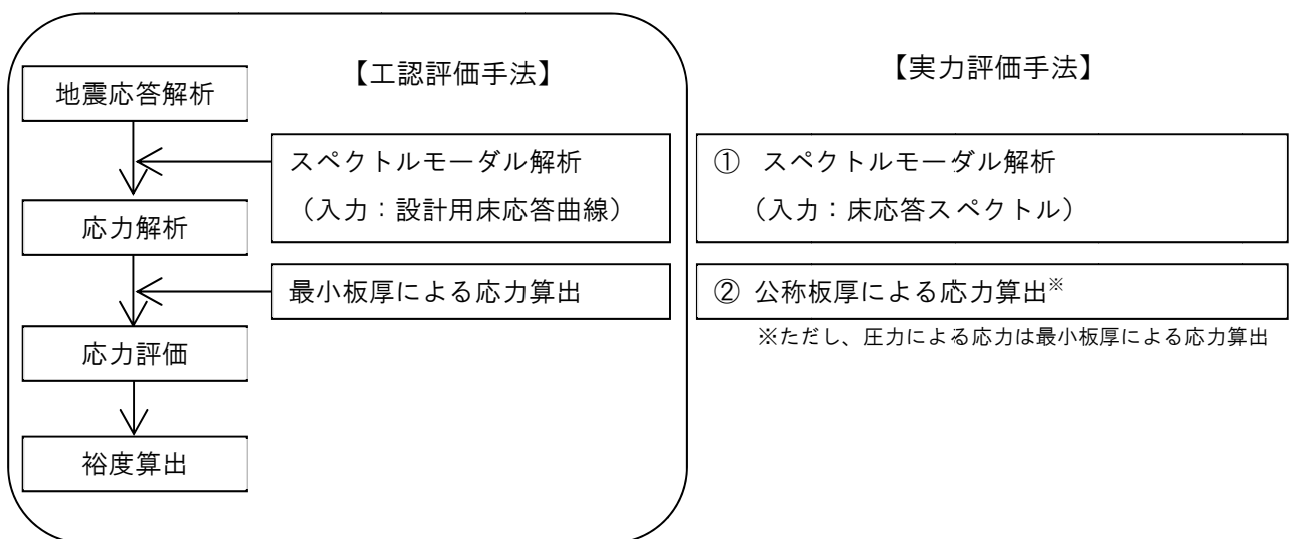 【工認評価手法】
【実力評価手法】
地震応答解析
スペクトルモーダル解析
（入力：設計用床応答曲線）
① スペクトルモーダル解析
（入力：床応答スペクトル）
応力解析
最小板厚による応力算出
② 公称板厚による応力算出※
※ただし、圧力による応力は最小板厚による応力算出
応力評価
裕度算出